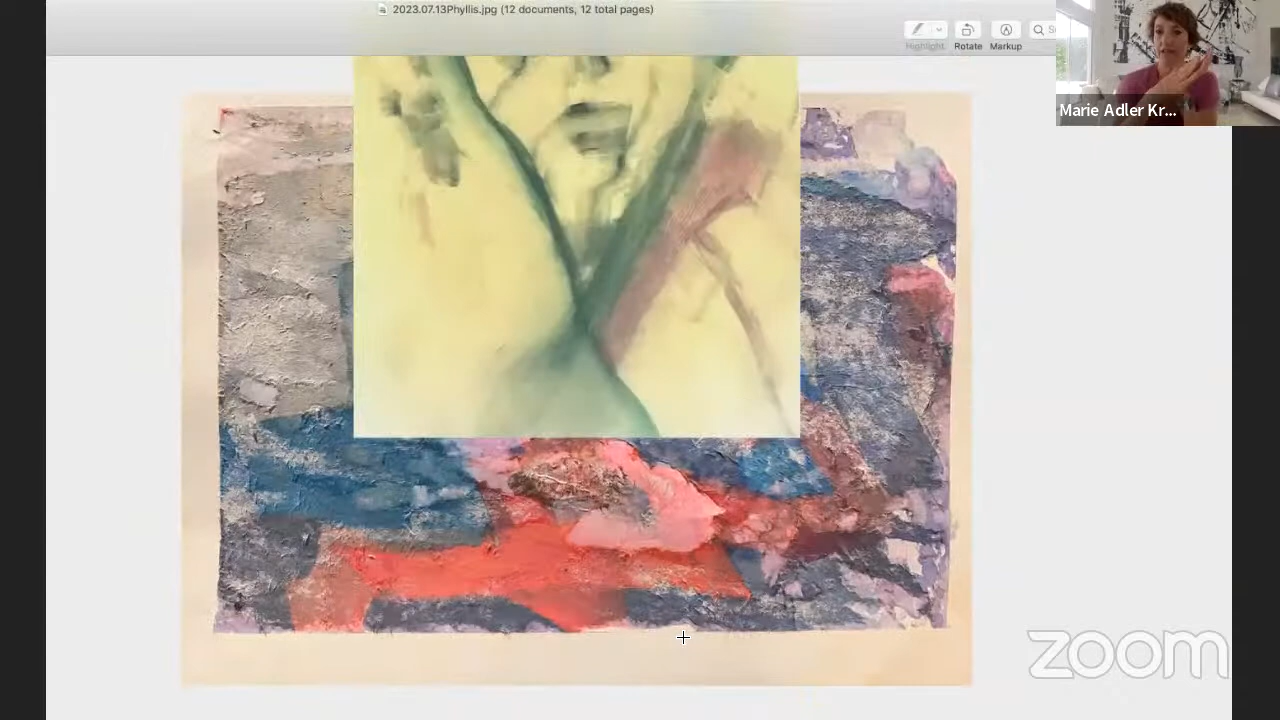 2023.07.13Phyllis.jpg (12 documents, 12 total pages)
Highlight
Rotate
Markup
Marie Adler Kr...
zoom